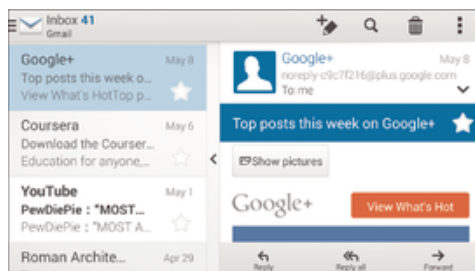 Inbox 41
Gmail
Google+ May 8
Top posts this week o...
View What's HotTop p...
Coursera May 6
Download the Courser...
Education for anyone,...
YouTube May 1
PewDiePie : "MOST...
PewDiePie : "MOST A...
Roman Archite... Apr 29
Google+ May 8
noreply-c9c7f216@plus.google.com
To: me
Top posts this week on Google+
Show pictures
Google+
View What's Hot
Reply Reply all Forward